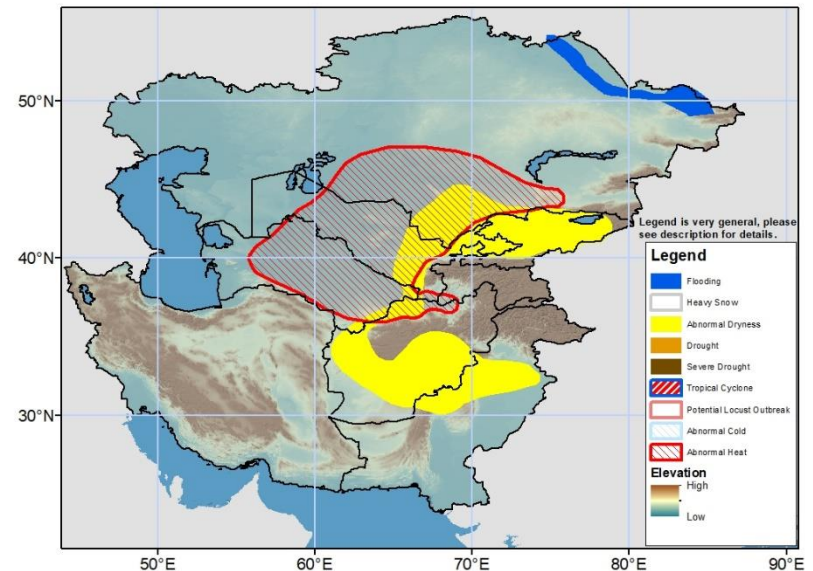 50°N
40°N
30°N
50°E
60°E
70°E
80°E
90°E
Legend is very general, please
see description for details.
Legend
Flooding
Heavy Snow
Abnormal Dryness
Drought
Severe Drought
Tropical Cyclone
Potential Locust Outbreak
Abnormal Cold
Abnormal Heat
Elevation
High
Low